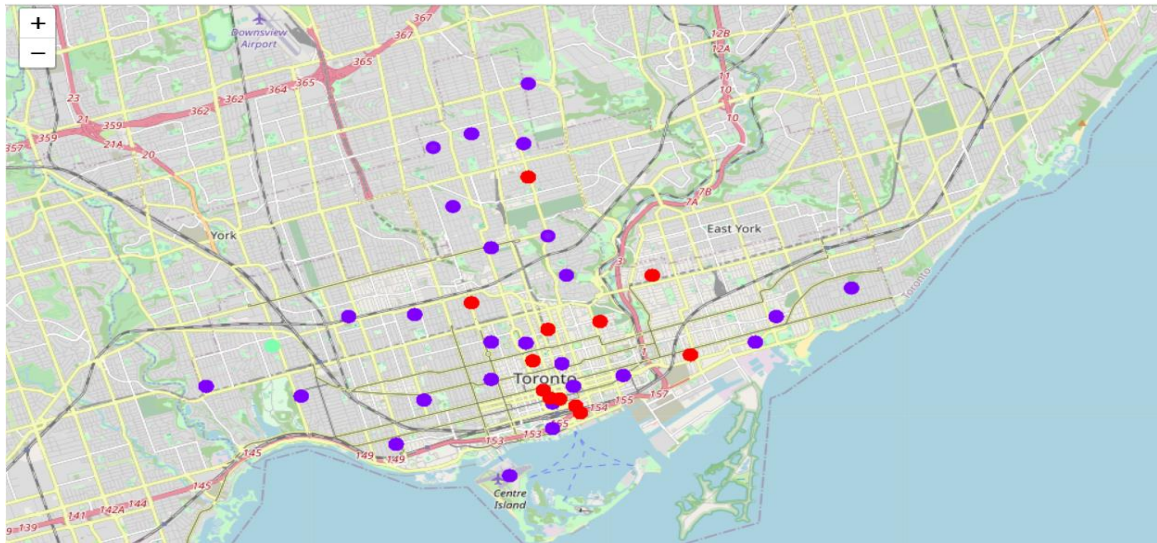 +
−
Downsview
Airport
367
367
365
365
364
362
362
23
21
359
359
357
21A
20
12B
12A
11
10
10
7B
7A
3
York
East York
Toronto
Toronto
157
155
154
153
153
149
149
145
145
144
142A
141
139
Centre
Island